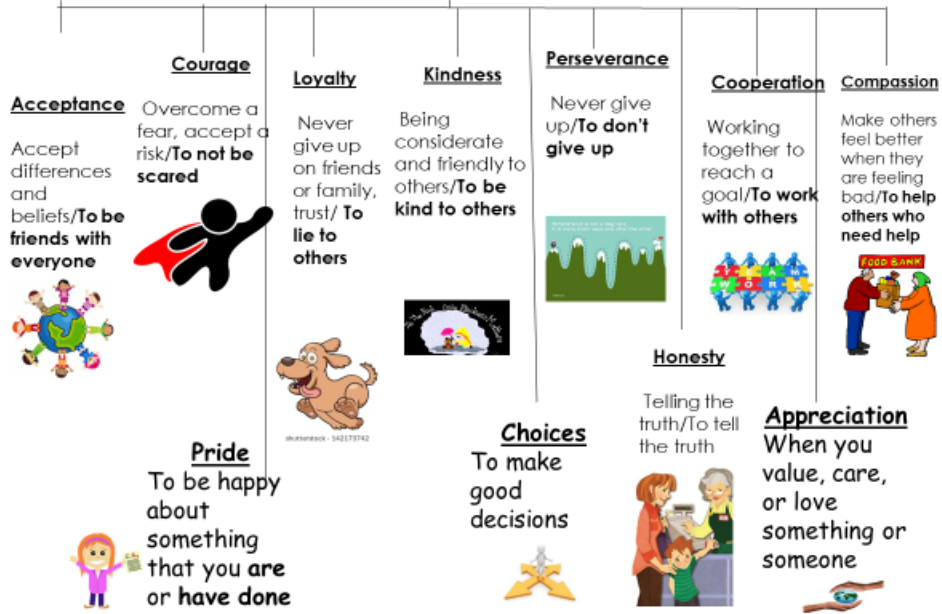 Acceptance
Accept
differences
and
beliefs/To be
friends with
everyone
Courage
Overcome a
fear, accept a
risk/To not be
scared
Loyalty
Never
give up
on friends
or family,
trust/ To
lie to
others
shutterstock · 142173742
Kindness
Being
considerate
and friendly to
others/To be
kind to others
Perseverance
Never give
up/To don't
give up
Cooperation
Working
together to
reach a
goal/To work
with others
TEAM
WORK
Compassion
Make others
feel better
when they
are feeling
bad/To help
others who
need help
FOOD BANK
Pride
To be happy
about
something
that you are
or have done
Choices
To make
good
decisions
Honesty
Telling the
truth/To tell
the truth
Appreciation
When you
value, care,
or love
something or
someone